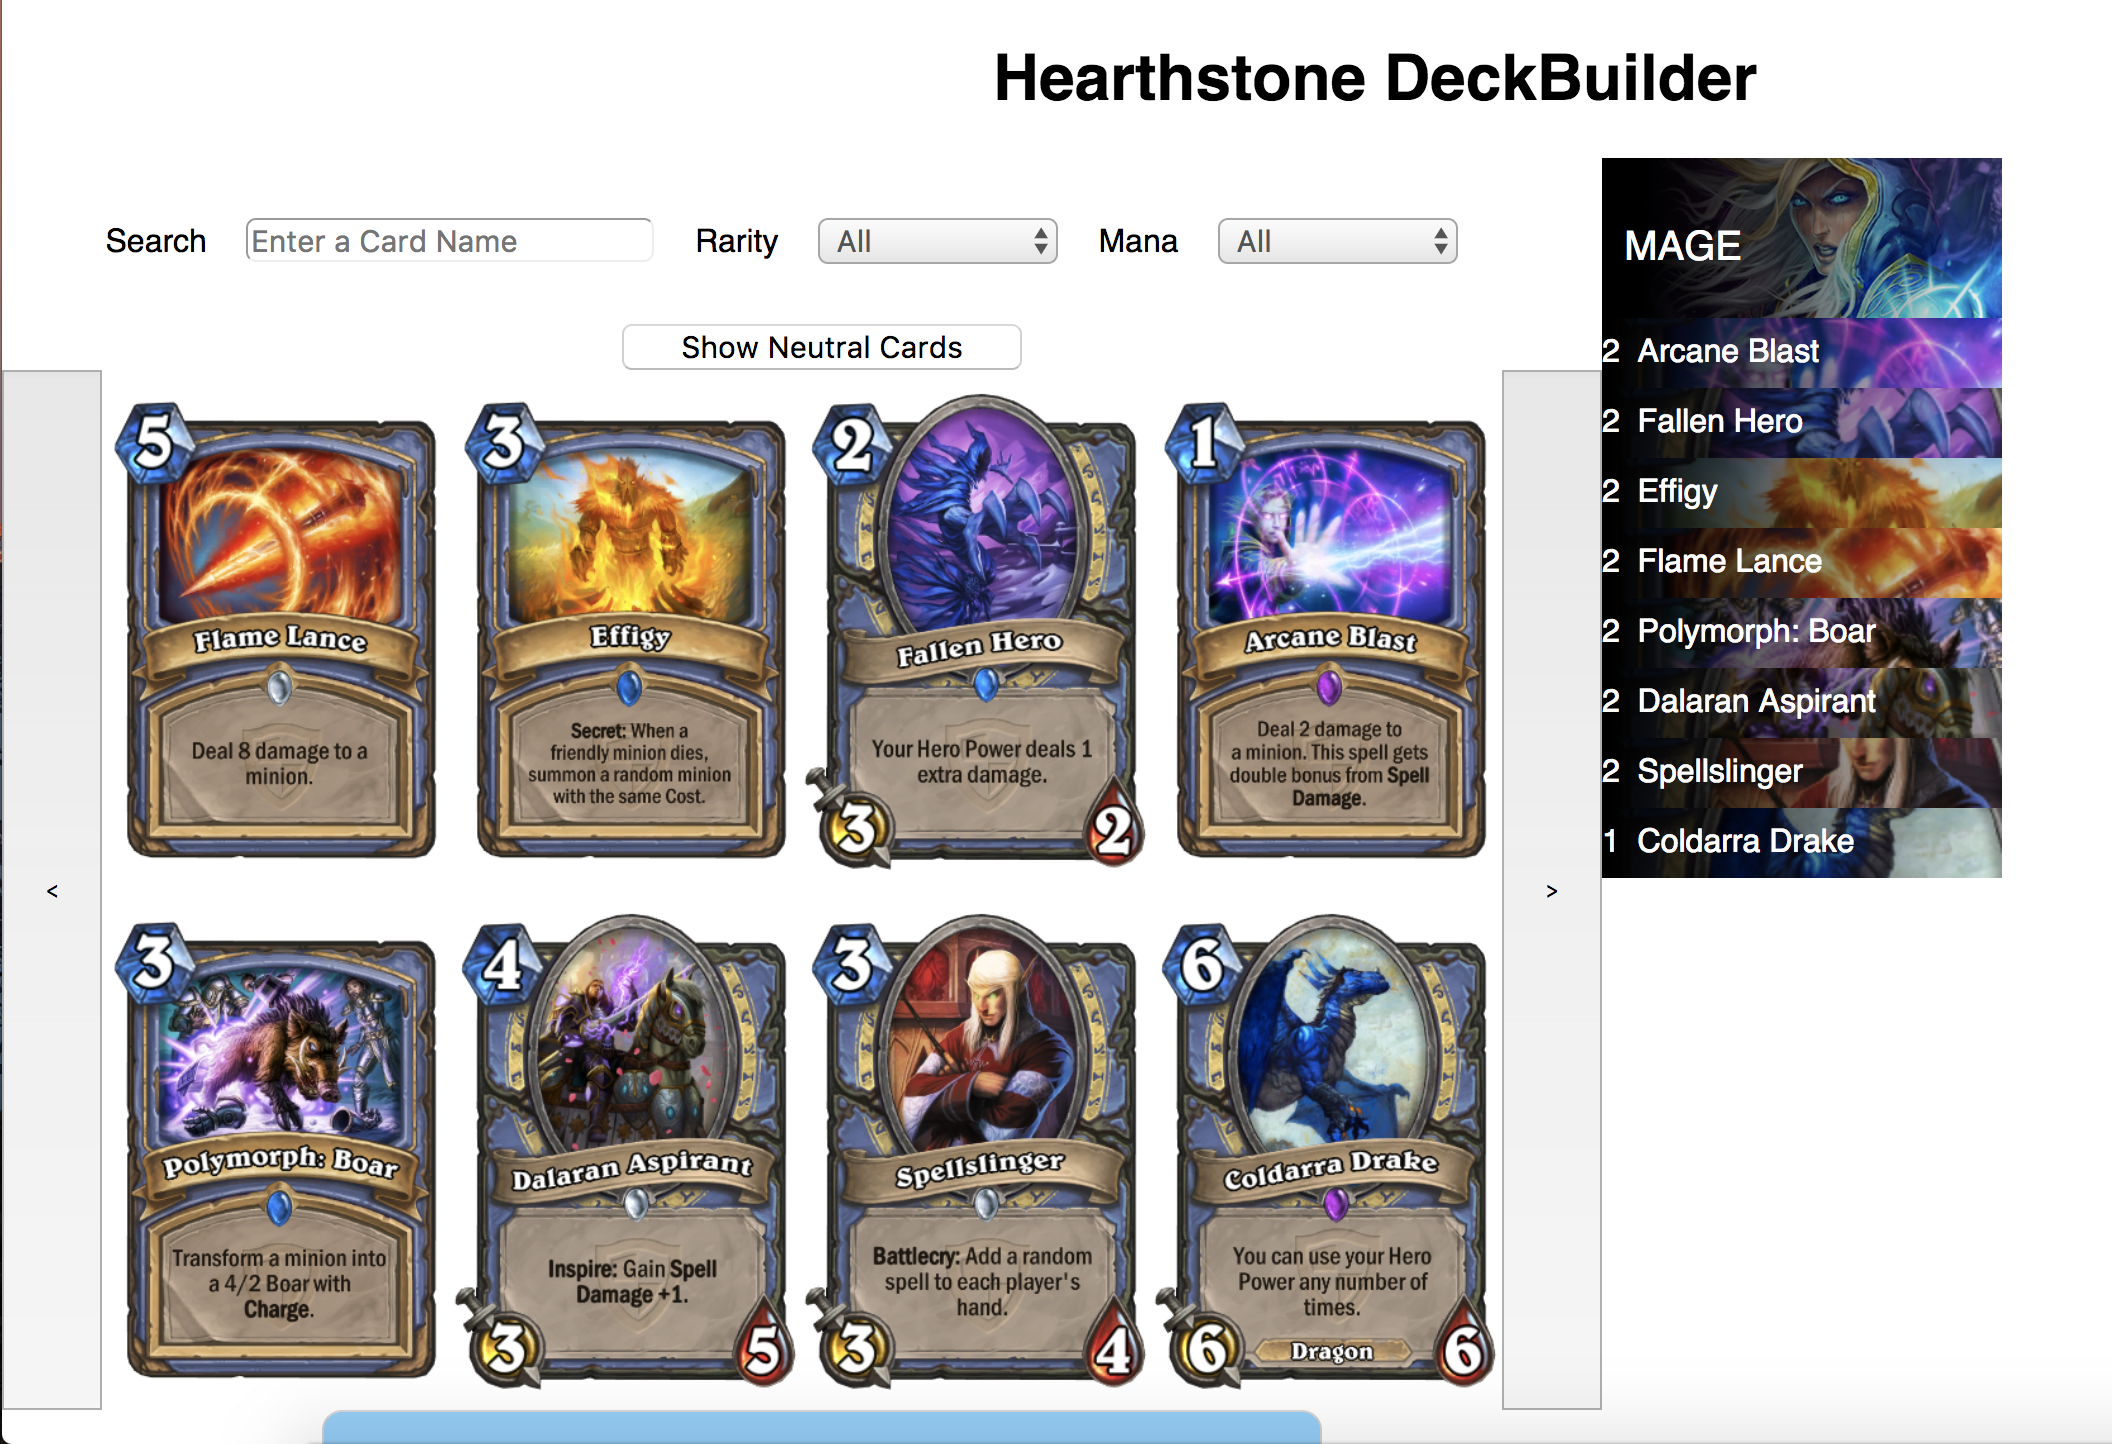 Hearthstone DeckBuilder
Search Enter a Card Name Rarity All Mana All
Show Neutral Cards
<
5
Flame Lance
Deal 8 damage to a
minion.
3
Effigy
Secret: When a
friendly minion dies,
summon a random minion
with the same Cost.
2
Fallen Hero
Your Hero Power deals 1
extra damage.
3 2
1
Arcane Blast
Deal 2 damage to
a minion. This spell gets
double bonus from Spell
Damage.
3
Polymorph: Boar
Transform a minion into
a 4/2 Boar with
Charge.
4
Dalaran Aspirant
Inspire: Gain Spell
Damage +1.
3 5
3
Spellslinger
Battlecry: Add a random
spell to each player's
hand.
3 4
6
Coldarra Drake
You can use your Hero
Power any number of
times.
6 Dragon 6
>
MAGE
2 Arcane Blast
2 Fallen Hero
2 Effigy
2 Flame Lance
2 Polymorph: Boar
2 Dalaran Aspirant
2 Spellslinger
1 Coldarra Drake